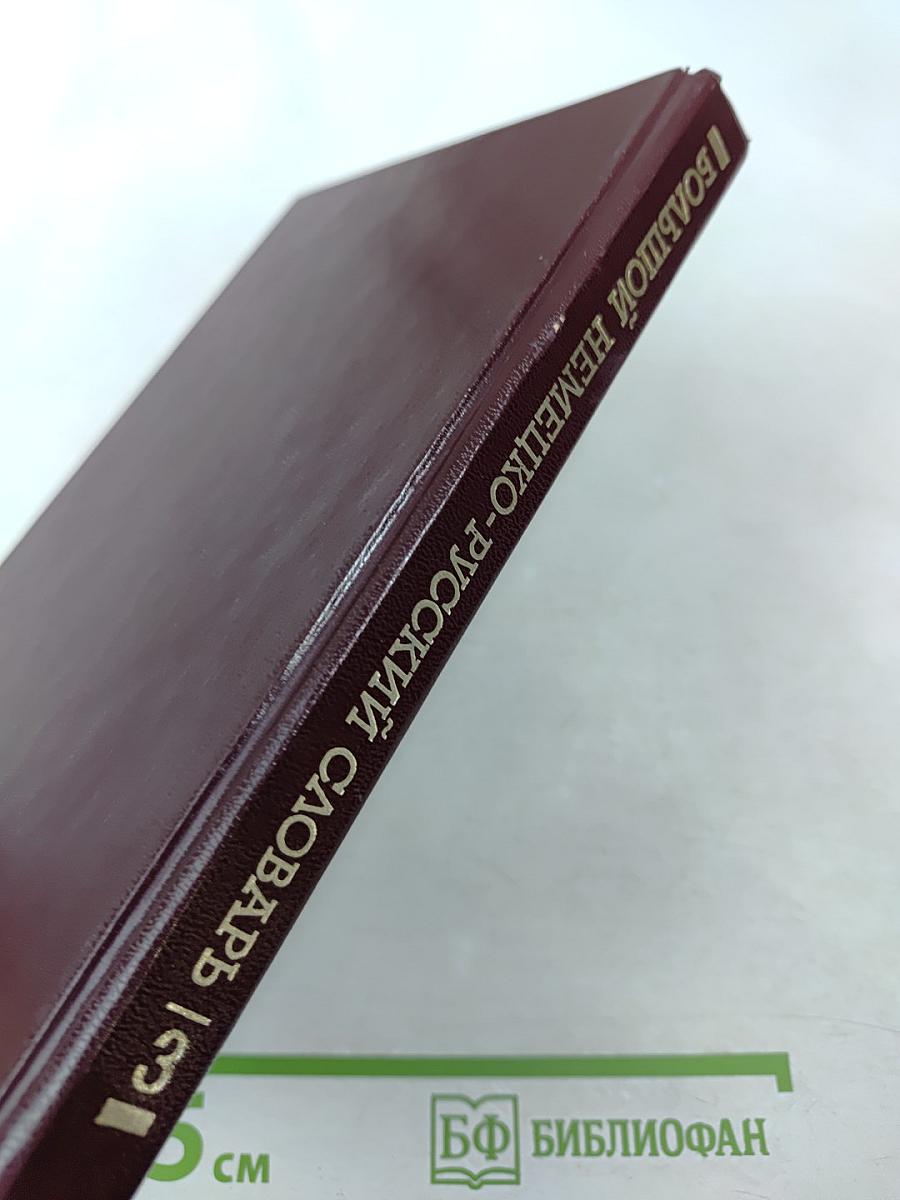 БОЛЬШОЙ НЕМЕЦКО-РУССКИЙ СЛОВАРЬ | 3
5 см
БФ БИБЛИОФАН